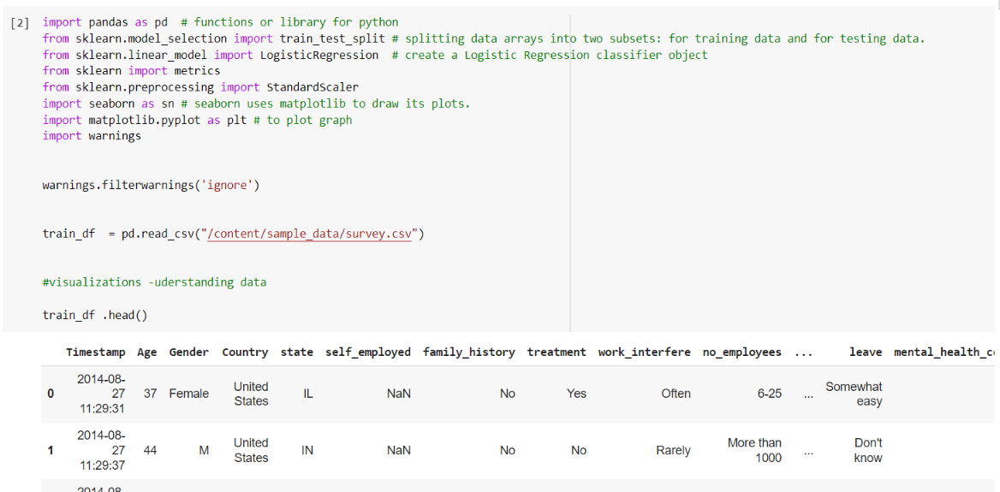 [2] import pandas as pd # functions or library for python
from sklearn.model_selection import train_test_split # splitting data arrays into two subsets: for training data and for testing data.
from sklearn.linear_model import LogisticRegression # create a Logistic Regression classifier object
from sklearn import metrics
from sklearn.preprocessing import StandardScaler
import seaborn as sn # seaborn uses matplotlib to draw its plots.
import matplotlib.pyplot as plt # to plot graph
import warnings
warnings.filterwarnings('ignore')
train_df = pd.read_csv("/content/sample_data/survey.csv")
#visualizations -uderstanding data
train_df .head()
Timestamp Age Gender Country state self_employed family_history treatment work_interfere no_employees ... leave
2014-08-
27
11:29:31
0 37 Female United States IL NaN No Yes Often 6-25 ... Somewhat easy
2014-08-
27
11:29:37
1 44 M United States IN NaN No No Rarely More than 1000 ... Don't know